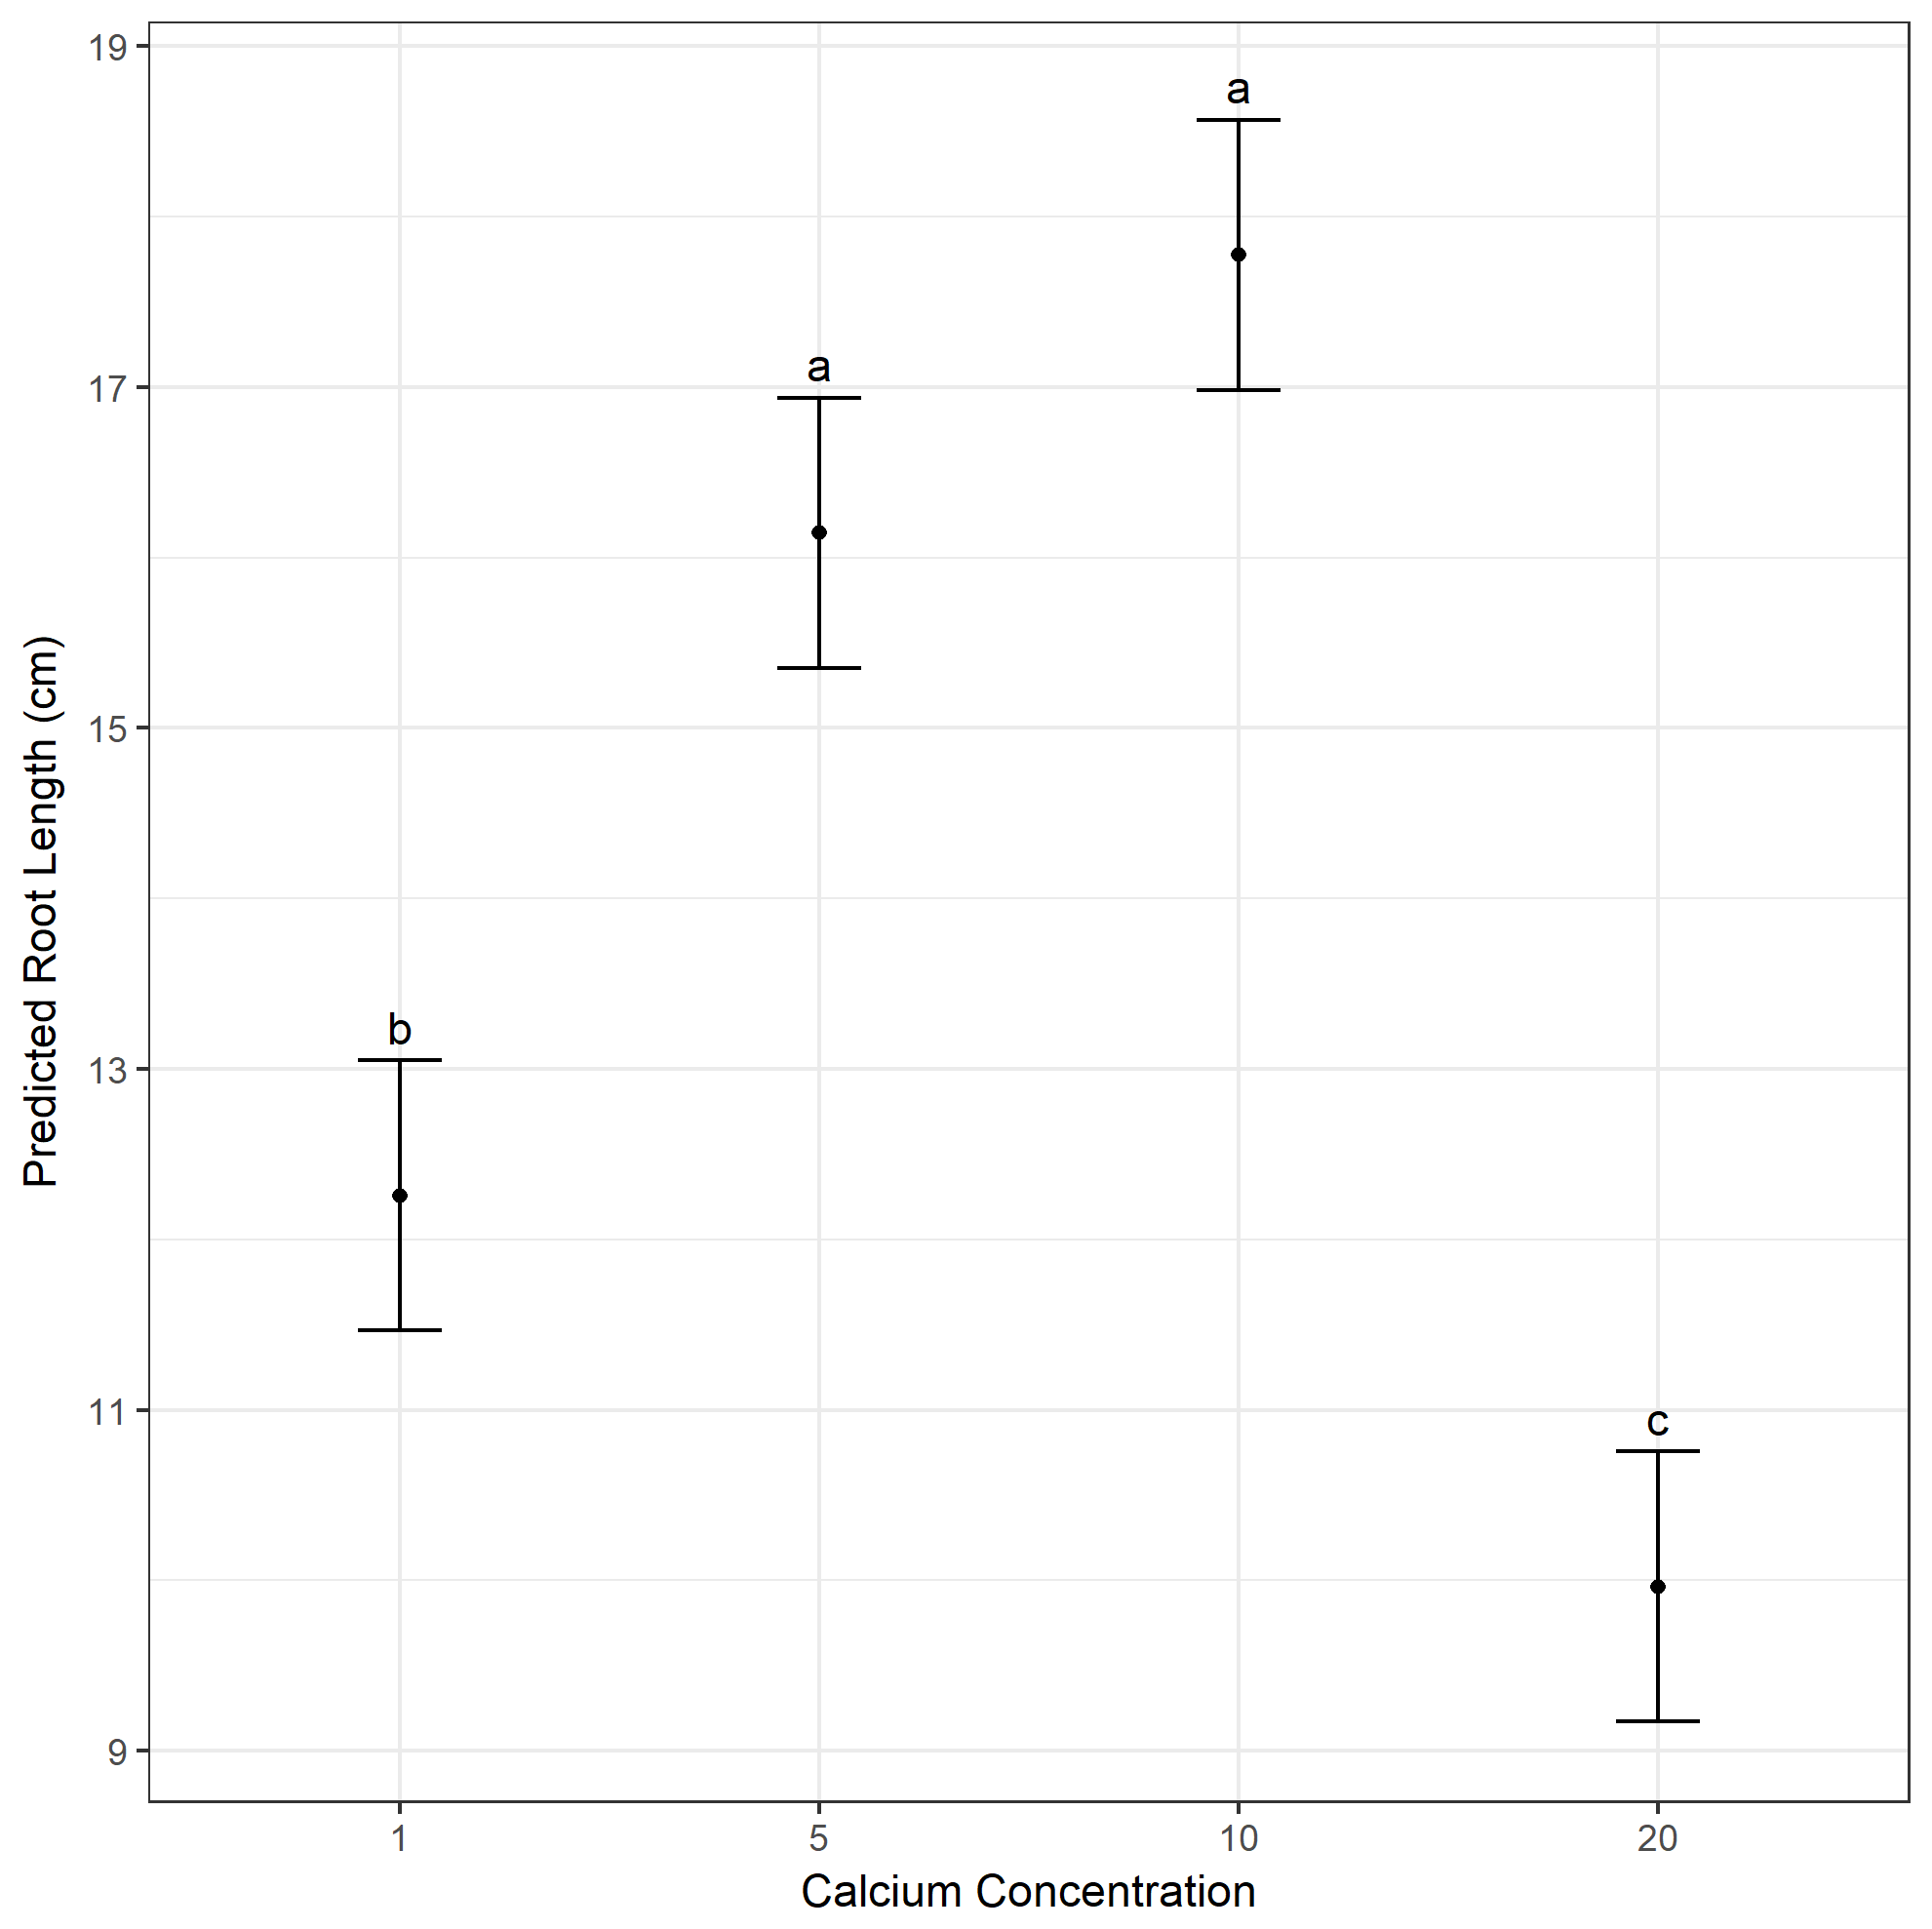 19
17
15
13
11
9
Predicted Root Length (cm)
a
a
b
c
1 5 10 20
Calcium Concentration